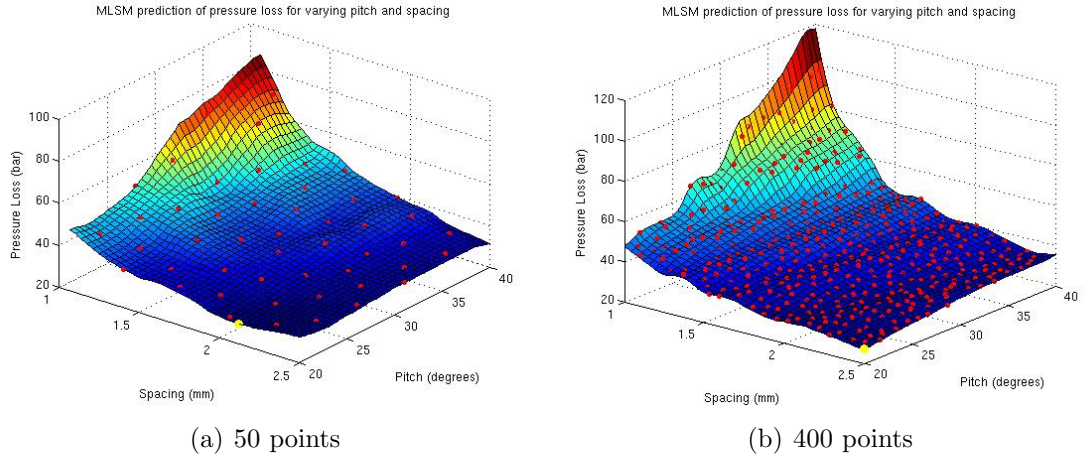 MLSM prediction of pressure loss for varying pitch and spacing
100
80
60
40
20
Pressure Loss (bar)
1
1.5
2
2.5
Spacing (mm)
20
25
30
35
40
Pitch (degrees)
(a) 50 points
MLSM prediction of pressure loss for varying pitch and spacing
120
100
80
60
40
20
Pressure Loss (bar)
1
1.5
2
2.5
Spacing (mm)
20
25
30
35
40
Pitch (degrees)
(b) 400 points